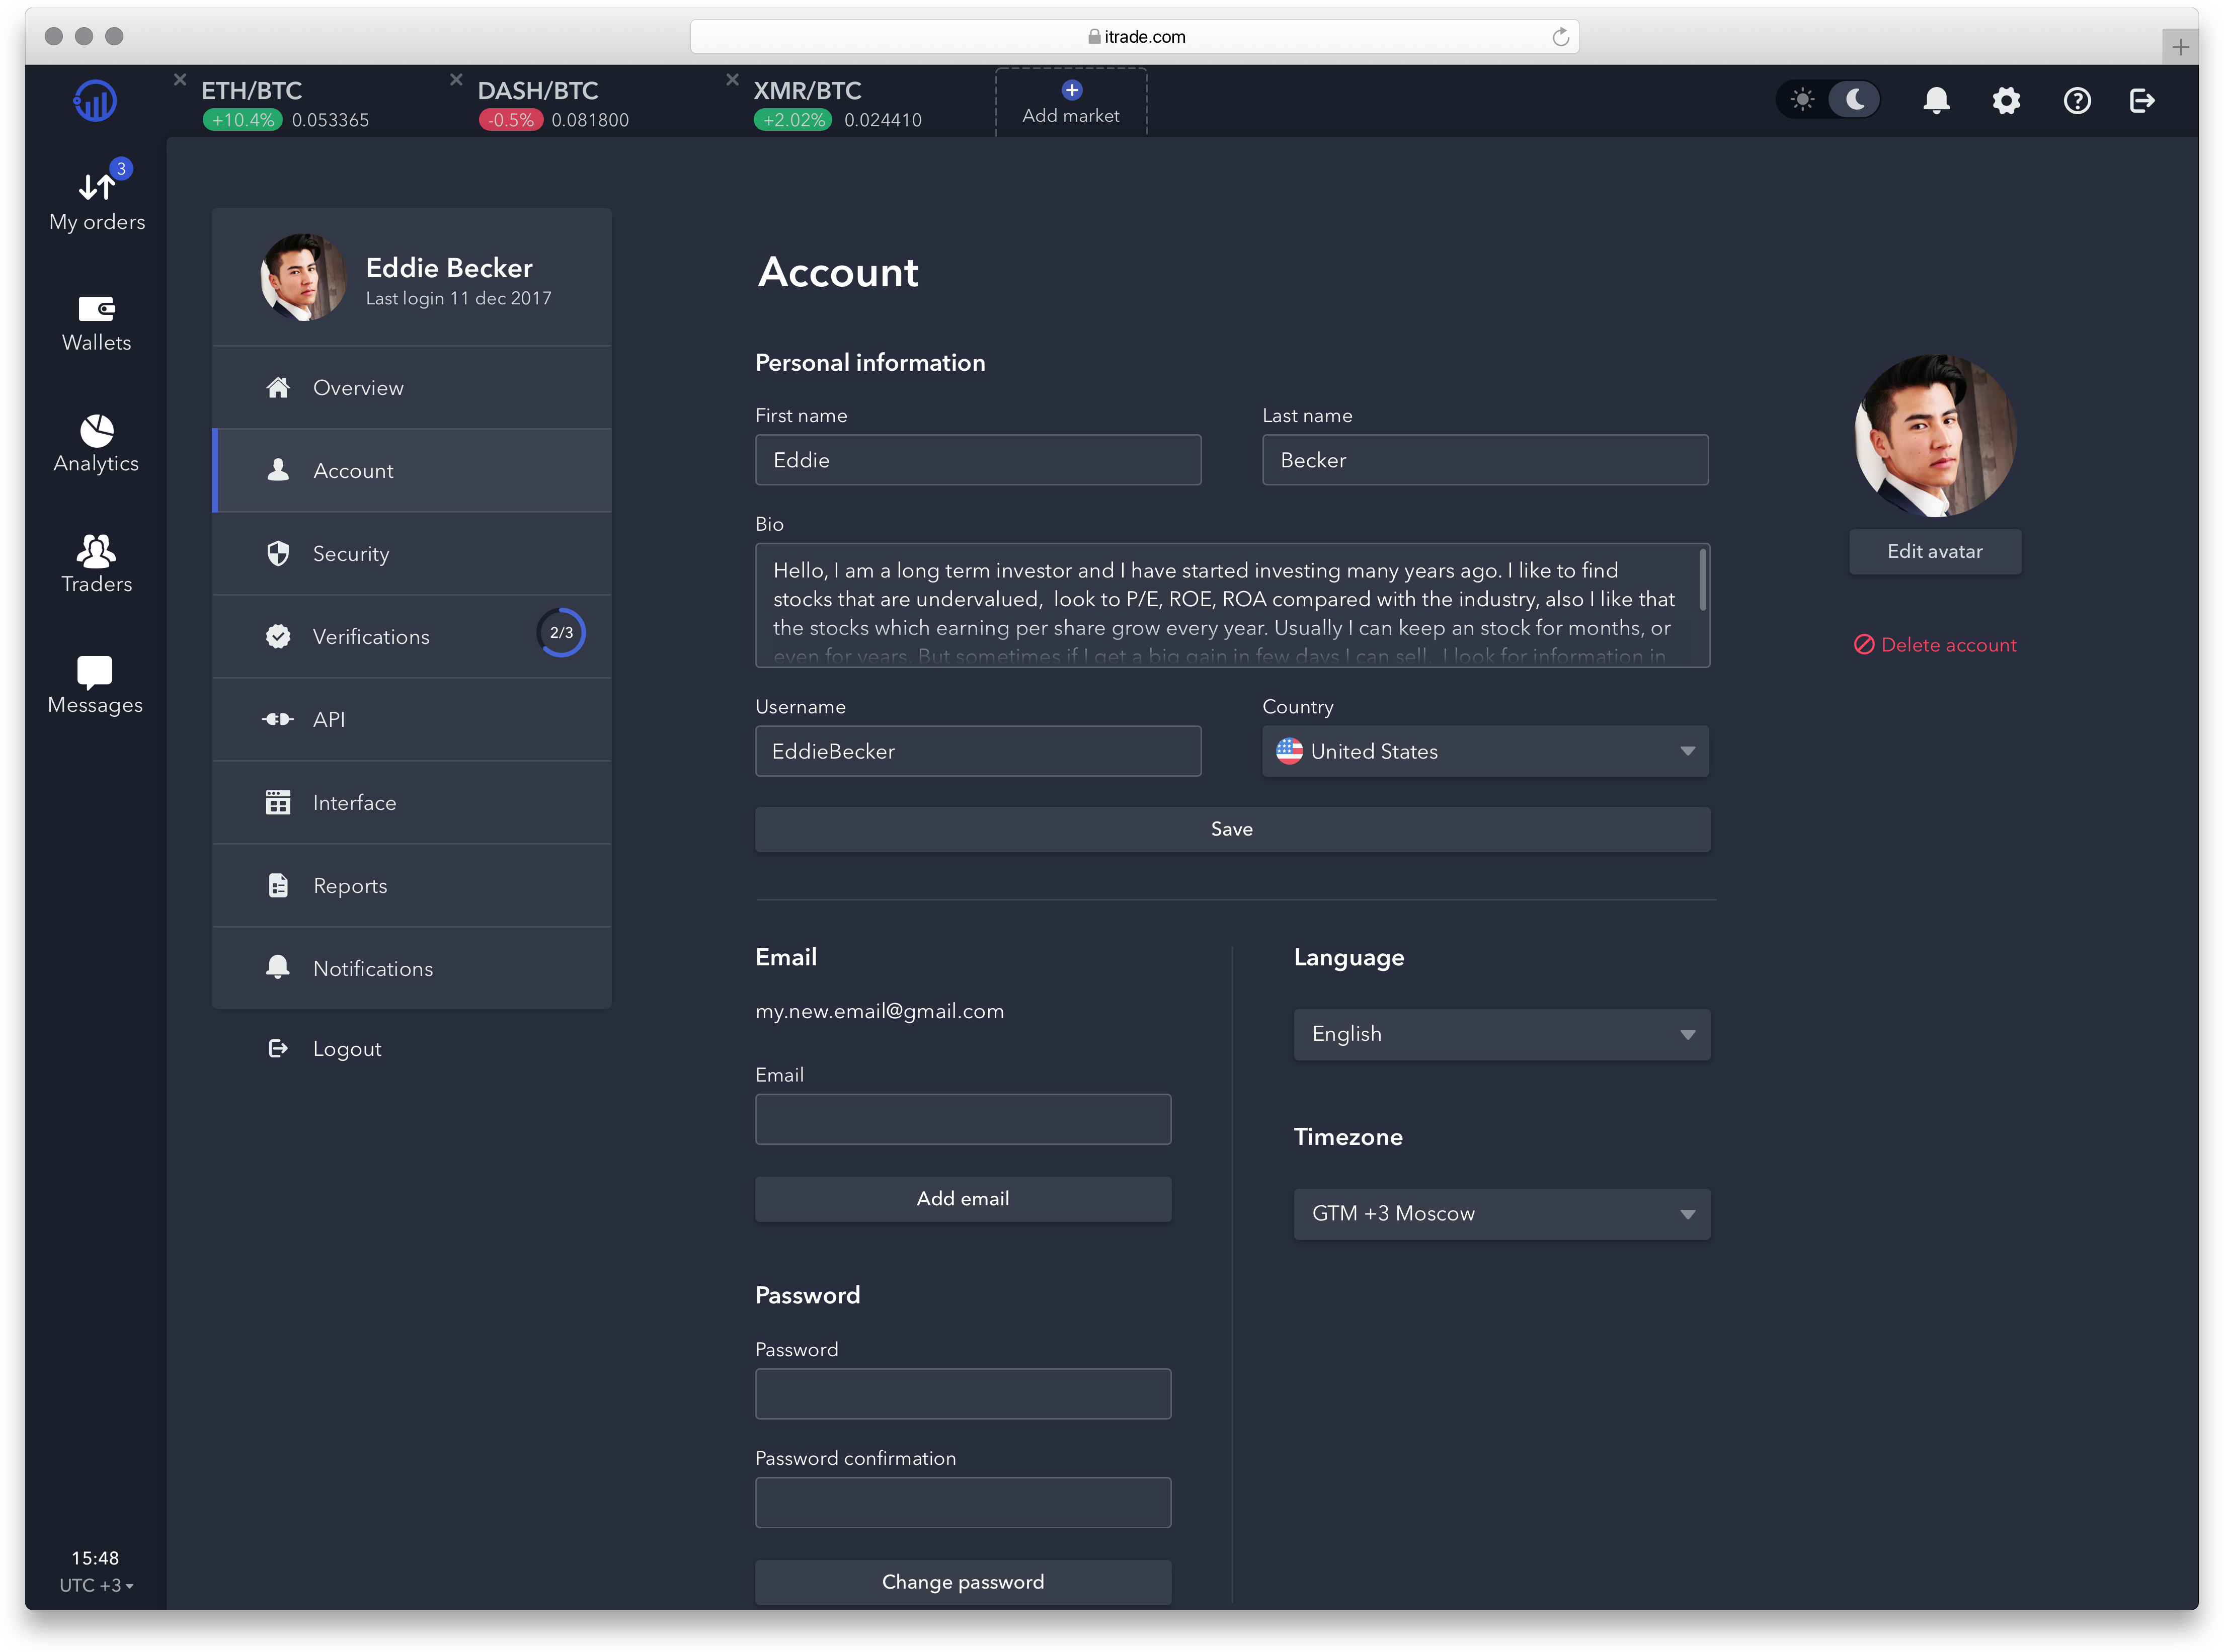 itrade.com
ETH/BTC
+10.4% 0.053365
DASH/BTC
-0.5% 0.081800
XMR/BTC
+2.02% 0.024410
Add market
3
My orders
Wallets
Analytics
Traders
Messages
15:48
UTC +3
Eddie Becker
Last login 11 dec 2017
Overview
Account
Security
Verifications 2/3
API
Interface
Reports
Notifications
Logout
Account
Personal information
First name
Eddie
Last name
Becker
Bio
Hello, I am a long term investor and I have started investing many years ago. I like to find
stocks that are undervalued, look to P/E, ROE, ROA compared with the industry, also I like that
the stocks which earning per share grow every year. Usually I can keep an stock for months, or
even for years. But sometimes if I get a big gain in few days I can sell. I look for information in
Username
EddieBecker
Country
United States
Save
Edit avatar
Delete account
Email
my.new.email@gmail.com
Email
Add email
Password
Password
Password confirmation
Change password
Language
English
Timezone
GTM +3 Moscow